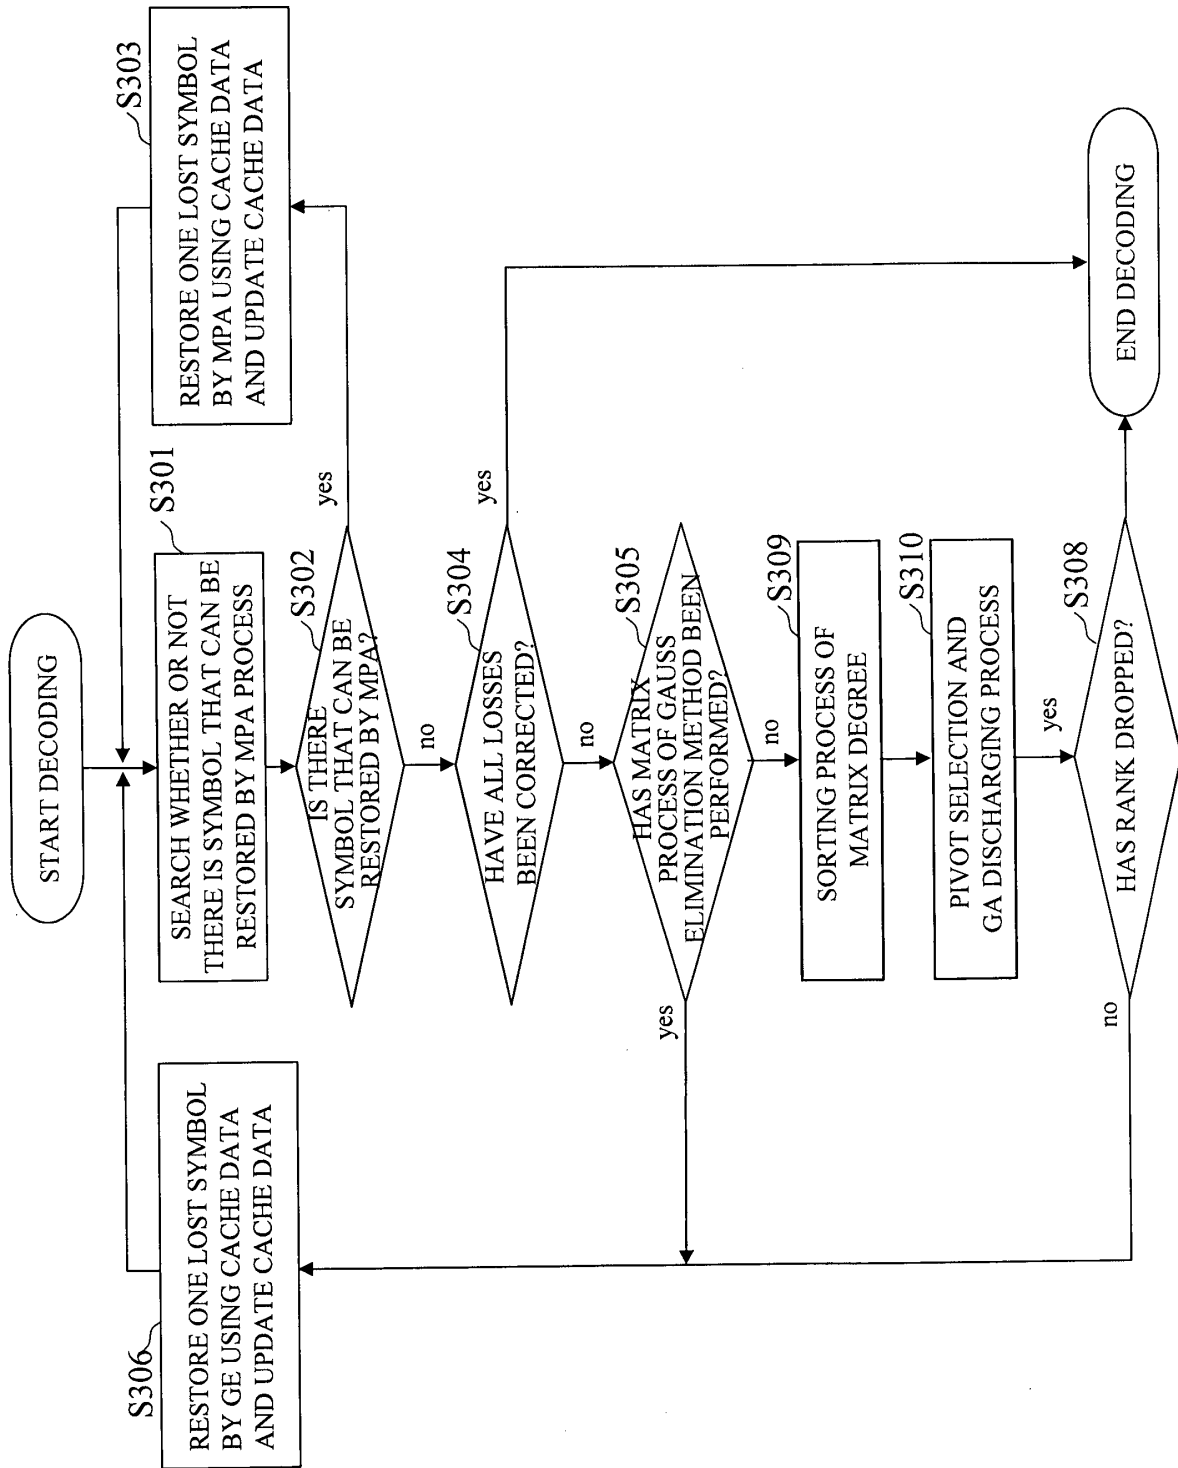 START DECODING
S301
SEARCH WHETHER OR NOT
THERE IS SYMBOL THAT CAN BE
RESTORED BY MPA PROCESS
S302
IS THERE
SYMBOL THAT CAN BE
RESTORED BY MPA?
yes
no
S303
RESTORE ONE LOST SYMBOL
BY MPA USING CACHE DATA
AND UPDATE CACHE DATA
S304
HAVE ALL LOSSES
BEEN CORRECTED?
yes
no
S305
HAS MATRIX
PROCESS OF GAUSS
ELIMINATION METHOD BEEN
PERFORMED?
yes
no
S306
RESTORE ONE LOST SYMBOL
BY GE USING CACHE DATA
AND UPDATE CACHE DATA
S309
SORTING PROCESS OF
MATRIX DEGREE
S310
PIVOT SELECTION AND
GA DISCHARGING PROCESS
yes
S308
HAS RANK DROPPED?
no
END DECODING